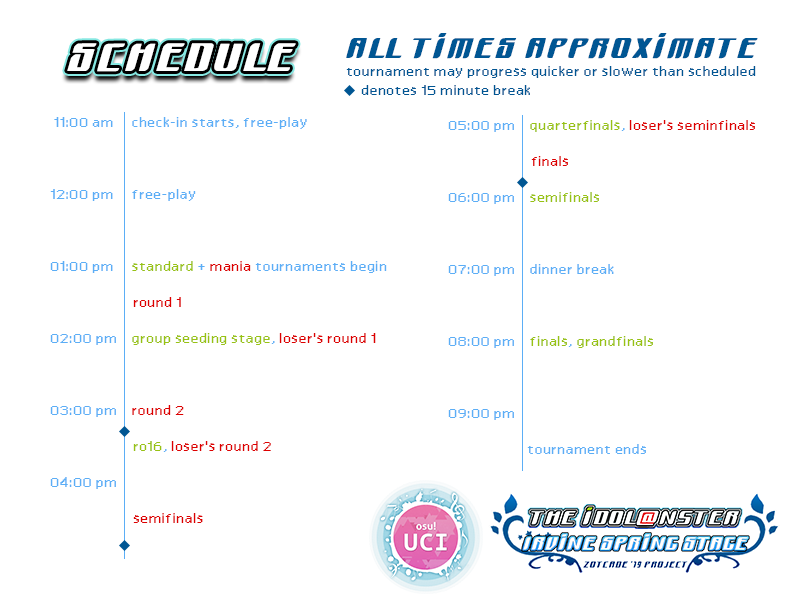 SCHEDULE
ALL TIMES APPROXIMATE
tournament may progress quicker or slower than scheduled
denotes 15 minute break
11:00 am check-in starts, free-play
12:00 pm free-play
01:00 pm standard + mania tournaments begin
round 1
02:00 pm group seeding stage, loser's round 1
03:00 pm round 2
ro16, loser's round 2
04:00 pm
semifinals
05:00 pm quarterfinals, loser's seminfinals
finals
06:00 pm semifinals
07:00 pm dinner break
08:00 pm finals, grandfinals
09:00 pm
tournament ends
osu!
UCI
THE iDOLM@NSTER
IRVINE SPRING STAGE
ZOTCADE '19 PROJECT